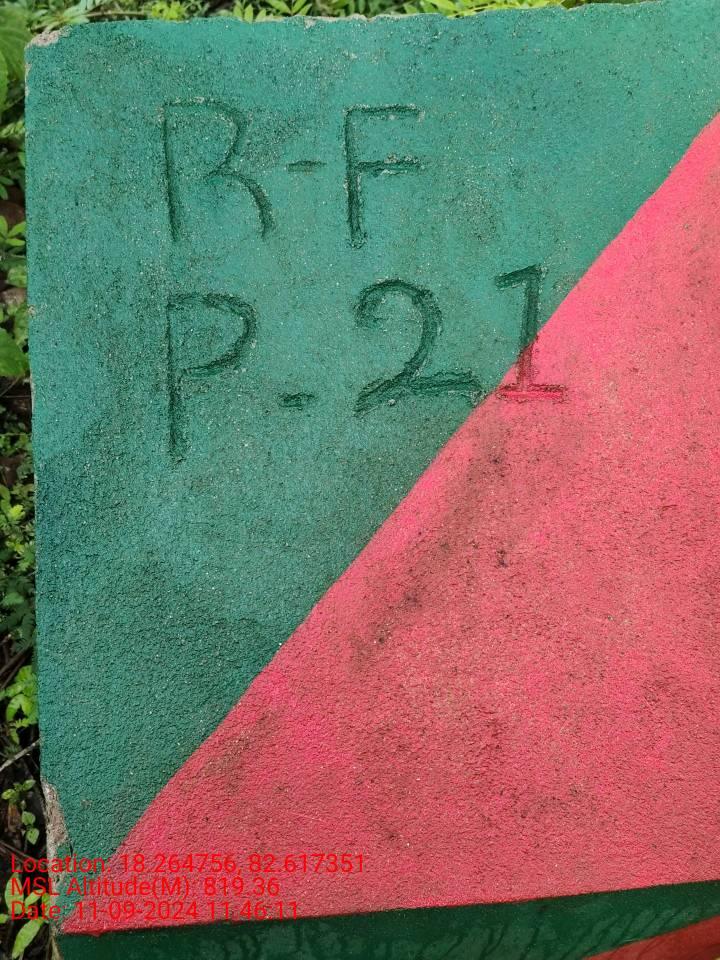 R-F
P-21
Location: 18.264756, 82.617351
MSL Altitude(M): 819.36
Date: 11-09-2024 11:46:11